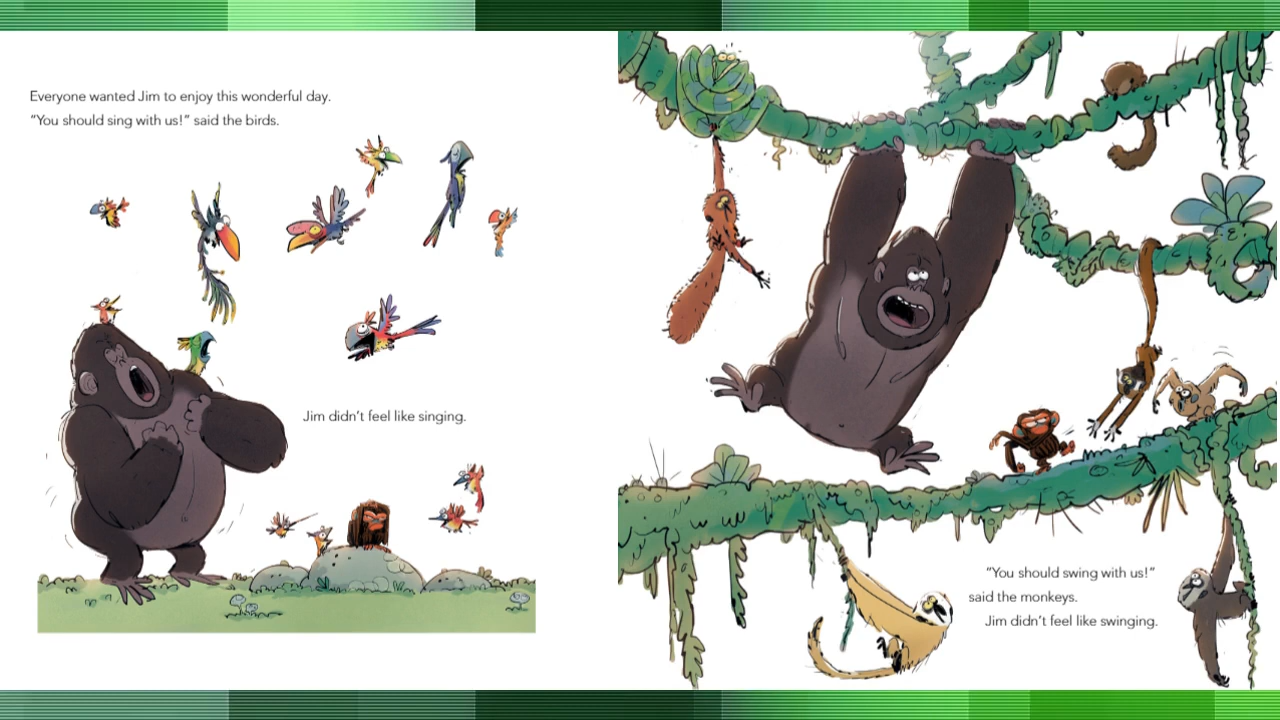 Everyone wanted Jim to enjoy this wonderful day.
“You should sing with us!” said the birds.
Jim didn’t feel like singing.
“You should swing with us!”
said the monkeys.
Jim didn’t feel like swinging.